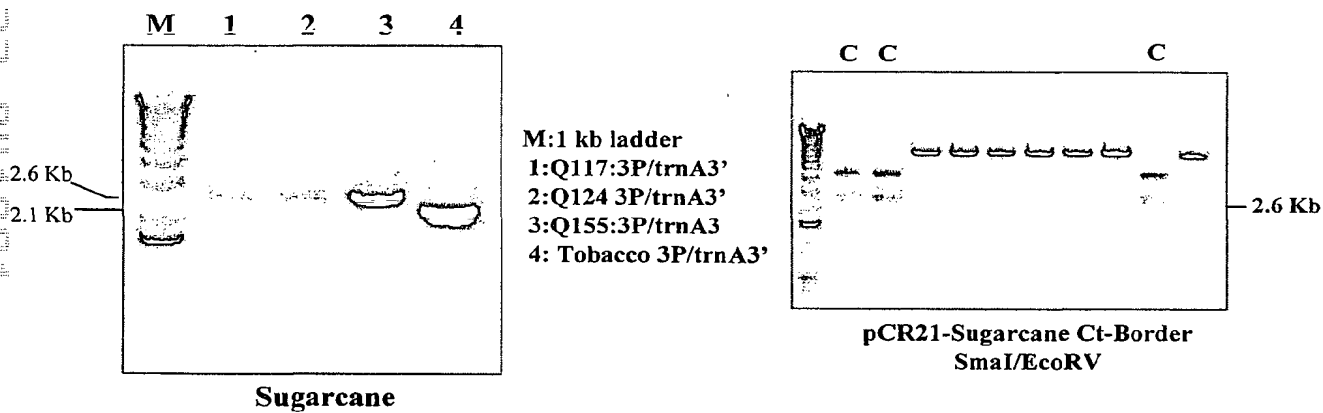 M 1 2 3 4
2.6 Kb
2.1 Kb
Sugarcane
M:1 kb ladder
1:Q117:3P/trnA3'
2:Q124 3P/trnA3'
3:Q155:3P/trnA3
4: Tobacco 3P/trnA3'
C C C
2.6 Kb
pCR21-Sugarcane Ct-Border
SmaI/EcoRV